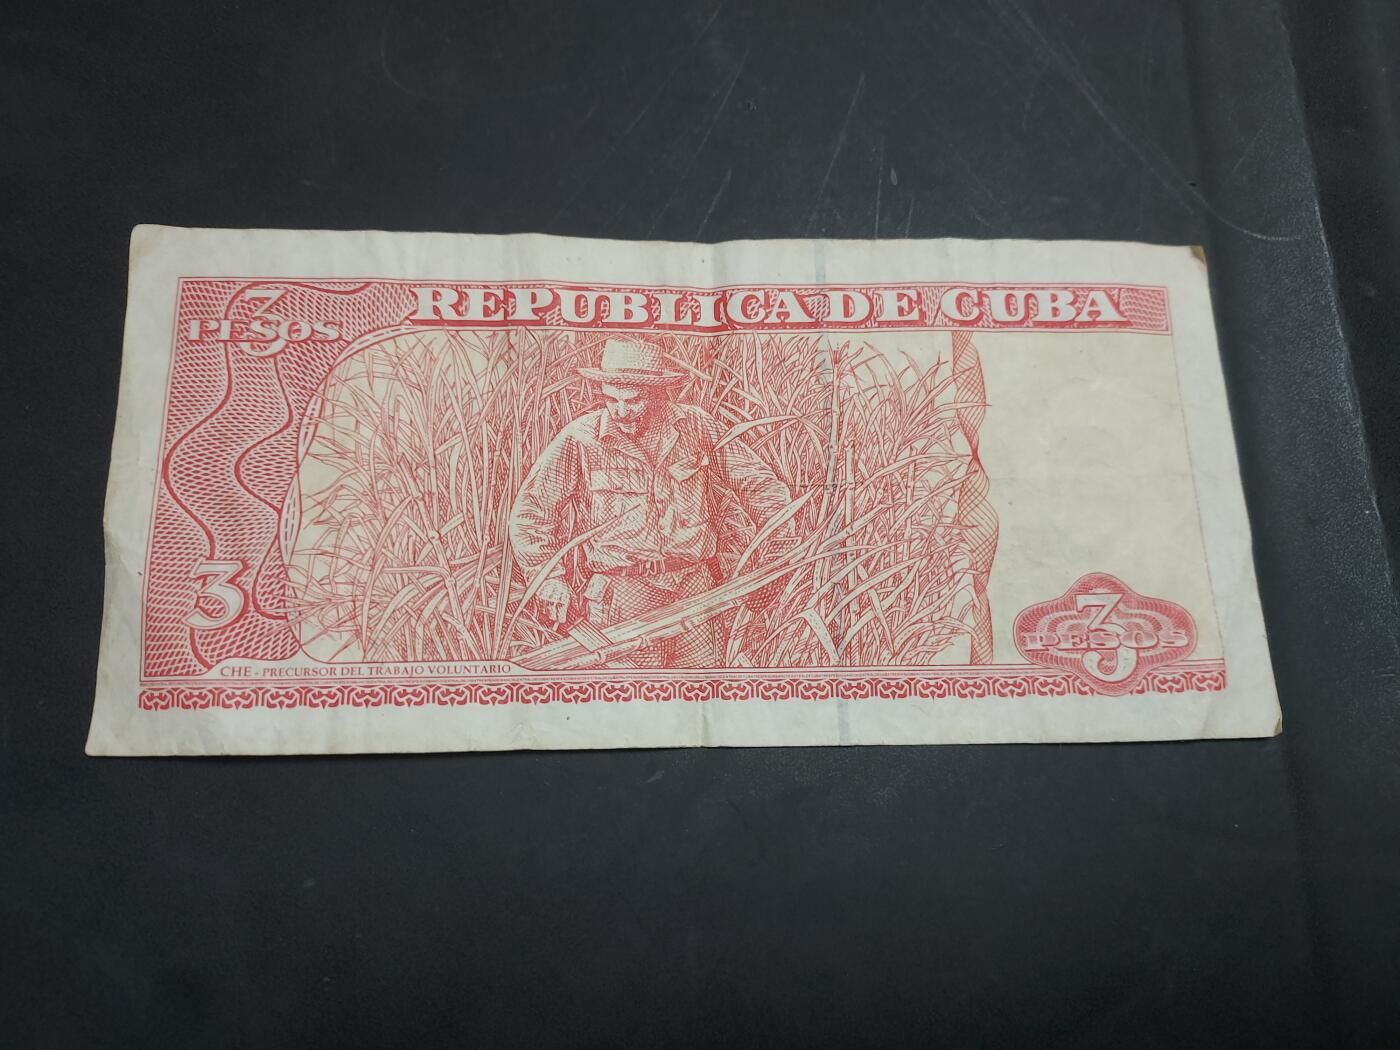 3
PESOS
REPUBLICA DE CUBA
3
3
PESOS
CHE - PRECURSOR DEL TRABAJO VOLUNTARIO